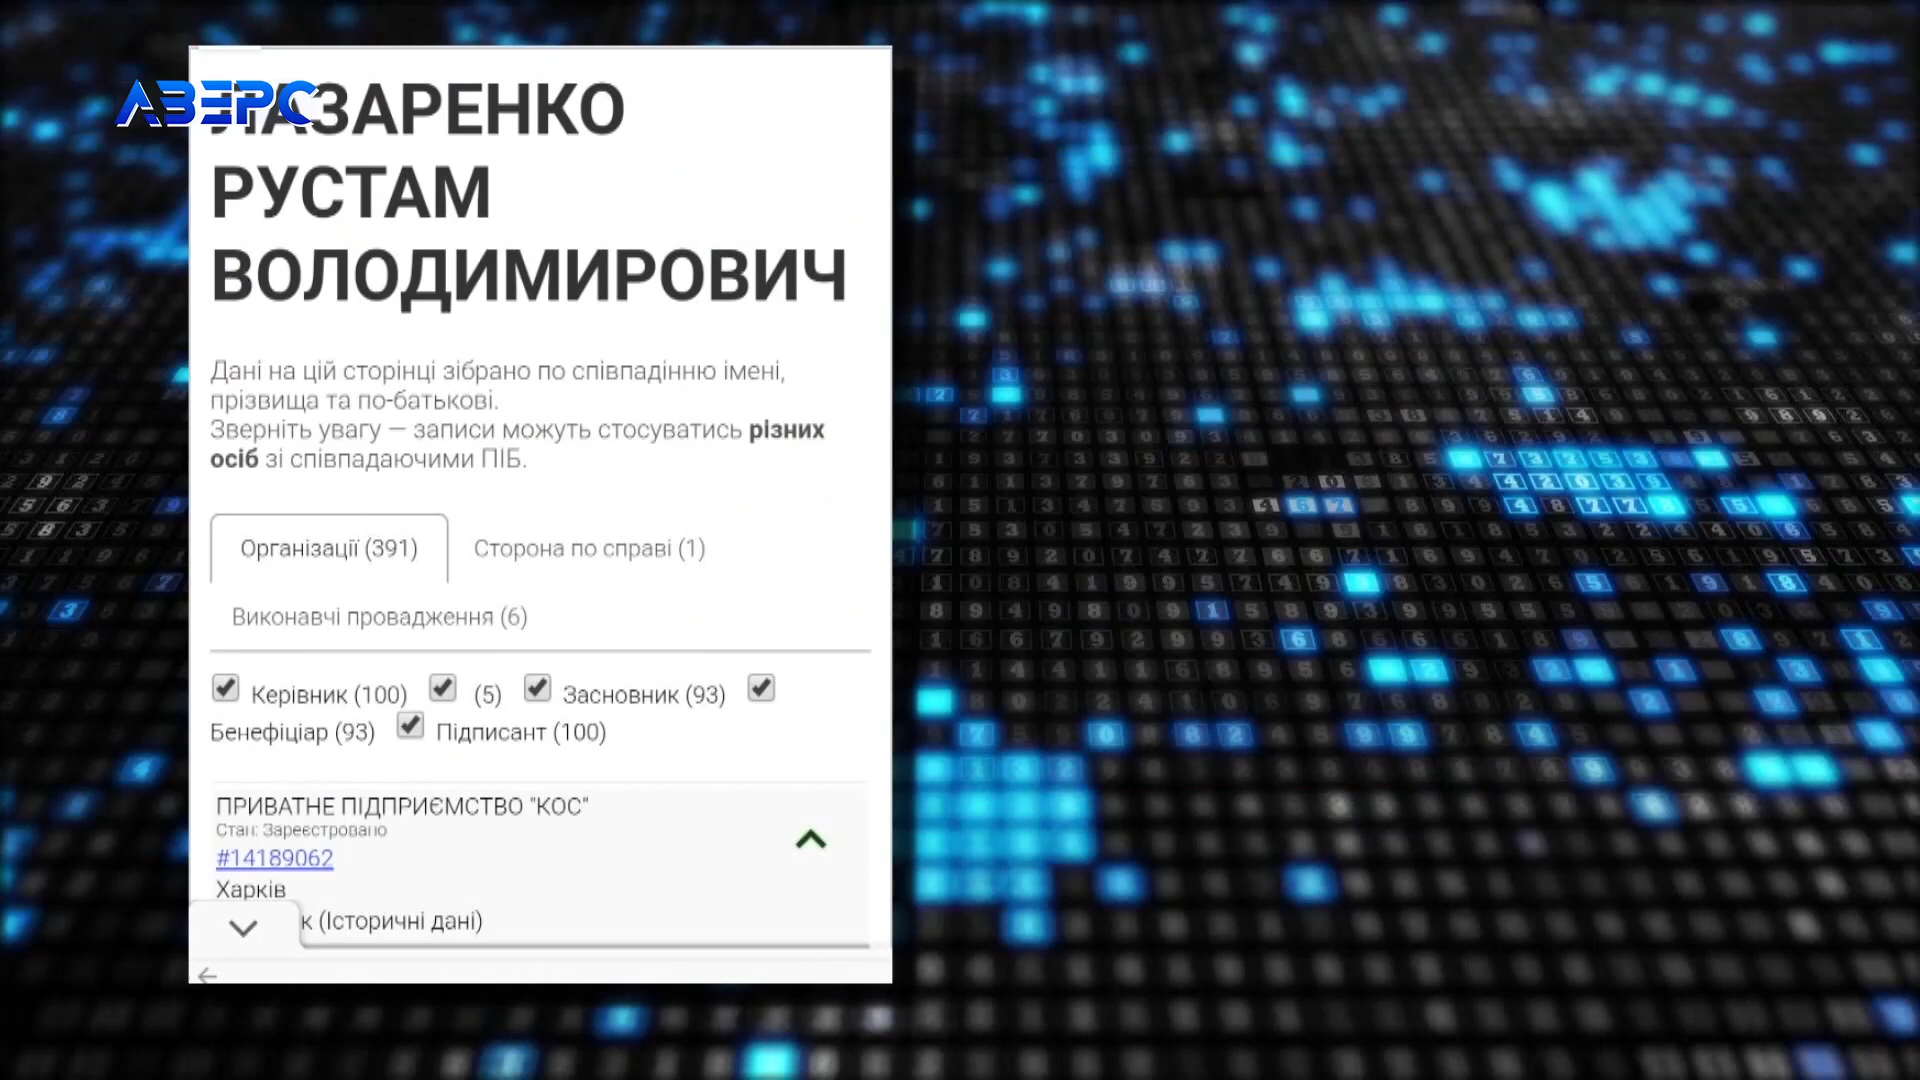 АВЕРС
ЛАЗАРЕНКО
РУСТАМ
ВОЛОДИМИРОВИЧ
Дані на цій сторінці зібрано по співпадінню імені,
прізвища та по-батькові.
Зверніть увагу — записи можуть стосуватись різних
осіб зі співпадаючими ПІБ.
Організації (391) Сторона по справі (1)
Виконавчі провадження (6)
Керівник (100) (5) Засновник (93)
Бенефіціар (93) Підписант (100)
ПРИВАТНЕ ПІДПРИЄМСТВО "КОС"
Стан: Зареєстровано
#14189062
Харків
к (Історичні дані)